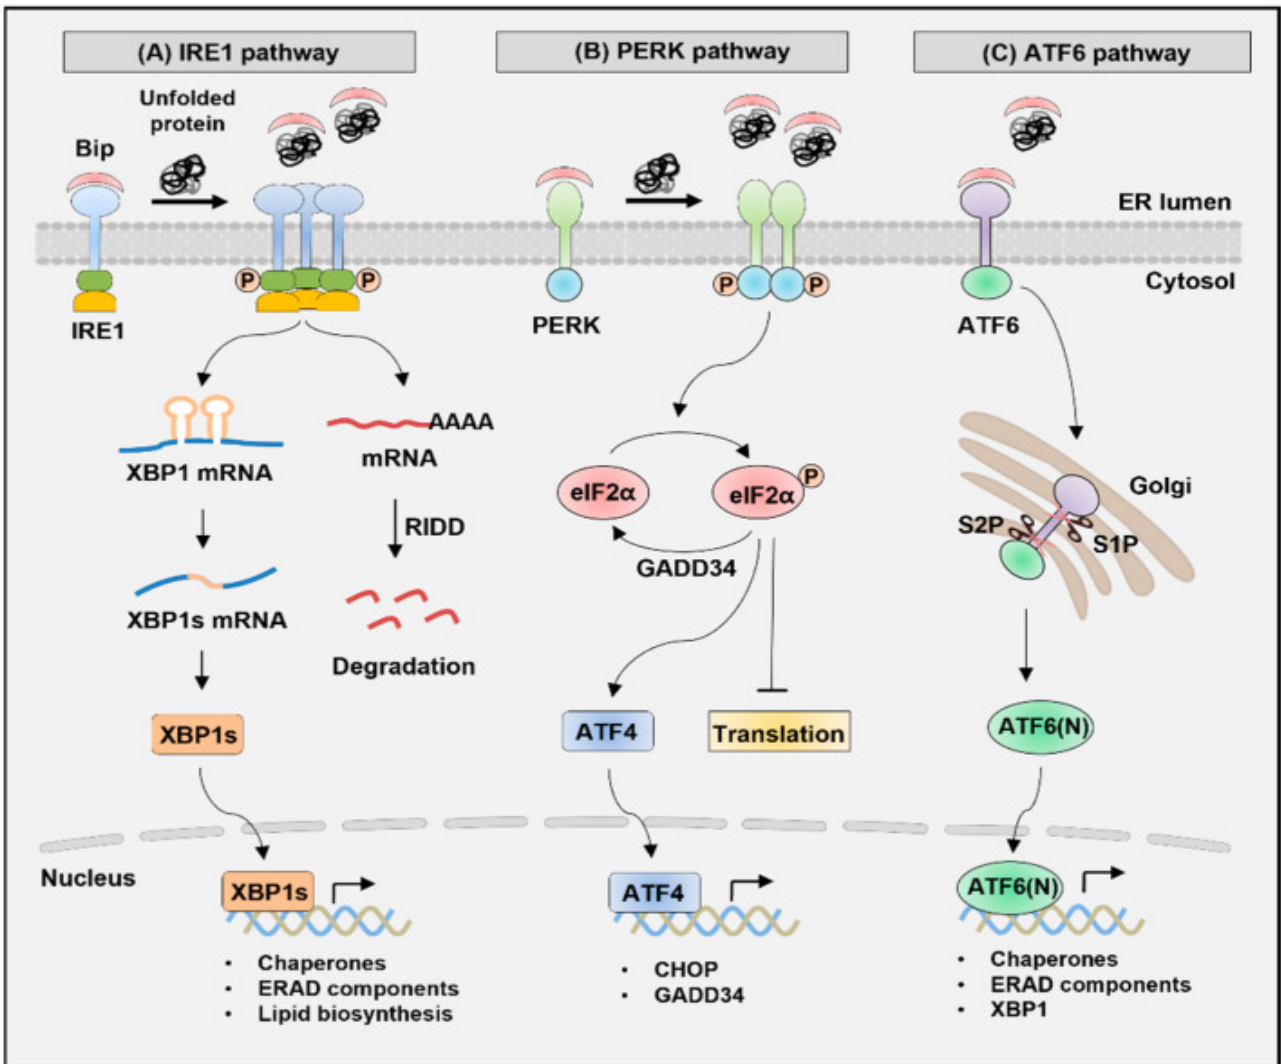 (A) IRE1 pathway
Unfolded
protein
Bip
P
P
IRE1
XBP1 mRNA
AAAA
mRNA
RIDD
XBP1s mRNA
Degradation
XBP1s
Nucleus
XBP1s
• Chaperones
• ERAD components
• Lipid biosynthesis
(B) PERK pathway
P
P
PERK
eIF2α
eIF2α
P
GADD34
ATF4
Translation
ATF4
• CHOP
• GADD34
(C) ATF6 pathway
ER lumen
Cytosol
ATF6
Golgi
S2P
S1P
ATF6(N)
ATF6(N)
• Chaperones
• ERAD components
• XBP1